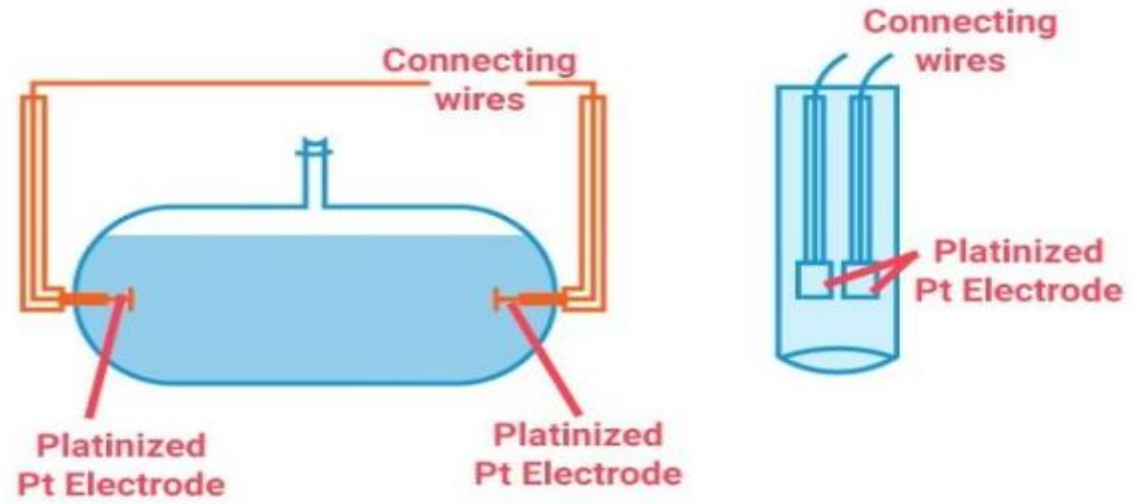 Connecting
wires
Platinized
Pt Electrode
Platinized
Pt Electrode
Connecting
wires
Platinized
Pt Electrode